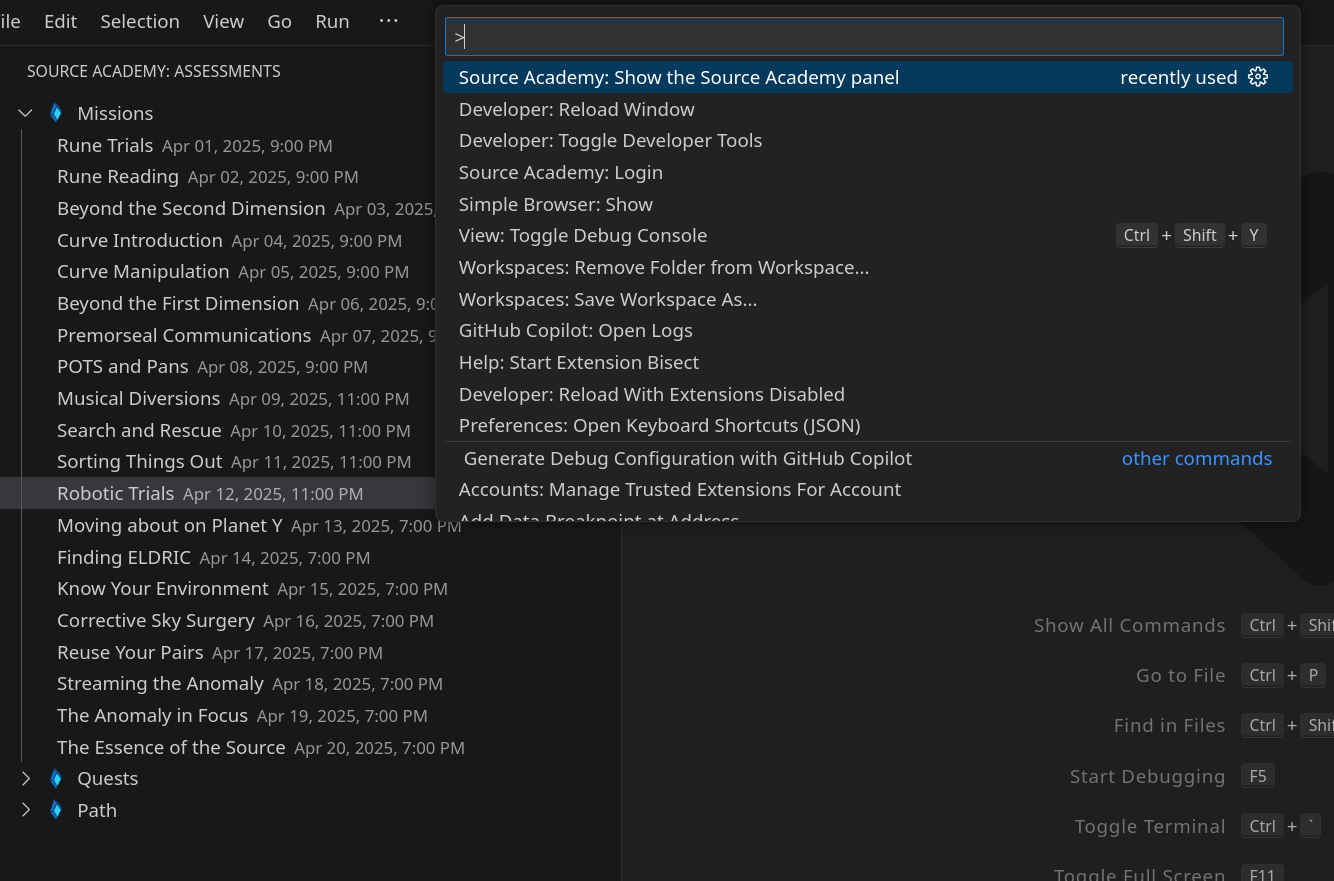 ile Edit Selection View Go Run ···
SOURCE ACADEMY: ASSESSMENTS
Missions
Rune Trials Apr 01, 2025, 9:00 PM
Rune Reading Apr 02, 2025, 9:00 PM
Beyond the Second Dimension Apr 03, 2025,
Curve Introduction Apr 04, 2025, 9:00 PM
Curve Manipulation Apr 05, 2025, 9:00 PM
Beyond the First Dimension Apr 06, 2025, 9:0
Premorseal Communications Apr 07, 2025, 9
POTS and Pans Apr 08, 2025, 9:00 PM
Musical Diversions Apr 09, 2025, 11:00 PM
Search and Rescue Apr 10, 2025, 11:00 PM
Sorting Things Out Apr 11, 2025, 11:00 PM
Robotic Trials Apr 12, 2025, 11:00 PM
Moving about on Planet Y Apr 13, 2025, 7:00 PM
Finding ELDRIC Apr 14, 2025, 7:00 PM
Know Your Environment Apr 15, 2025, 7:00 PM
Corrective Sky Surgery Apr 16, 2025, 7:00 PM
Reuse Your Pairs Apr 17, 2025, 7:00 PM
Streaming the Anomaly Apr 18, 2025, 7:00 PM
The Anomaly in Focus Apr 19, 2025, 7:00 PM
The Essence of the Source Apr 20, 2025, 7:00 PM
Quests
Path
>
Source Academy: Show the Source Academy panel recently used
Developer: Reload Window
Developer: Toggle Developer Tools
Source Academy: Login
Simple Browser: Show
View: Toggle Debug Console Ctrl + Shift + Y
Workspaces: Remove Folder from Workspace...
Workspaces: Save Workspace As...
GitHub Copilot: Open Logs
Help: Start Extension Bisect
Developer: Reload With Extensions Disabled
Preferences: Open Keyboard Shortcuts (JSON)
Generate Debug Configuration with GitHub Copilot other commands
Accounts: Manage Trusted Extensions For Account
Add Data Breakpoint at Address
Show All Commands Ctrl + Shif
Go to File Ctrl + P
Find in Files Ctrl + Shif
Start Debugging F5
Toggle Terminal Ctrl + `
Toggle Full Screen F11